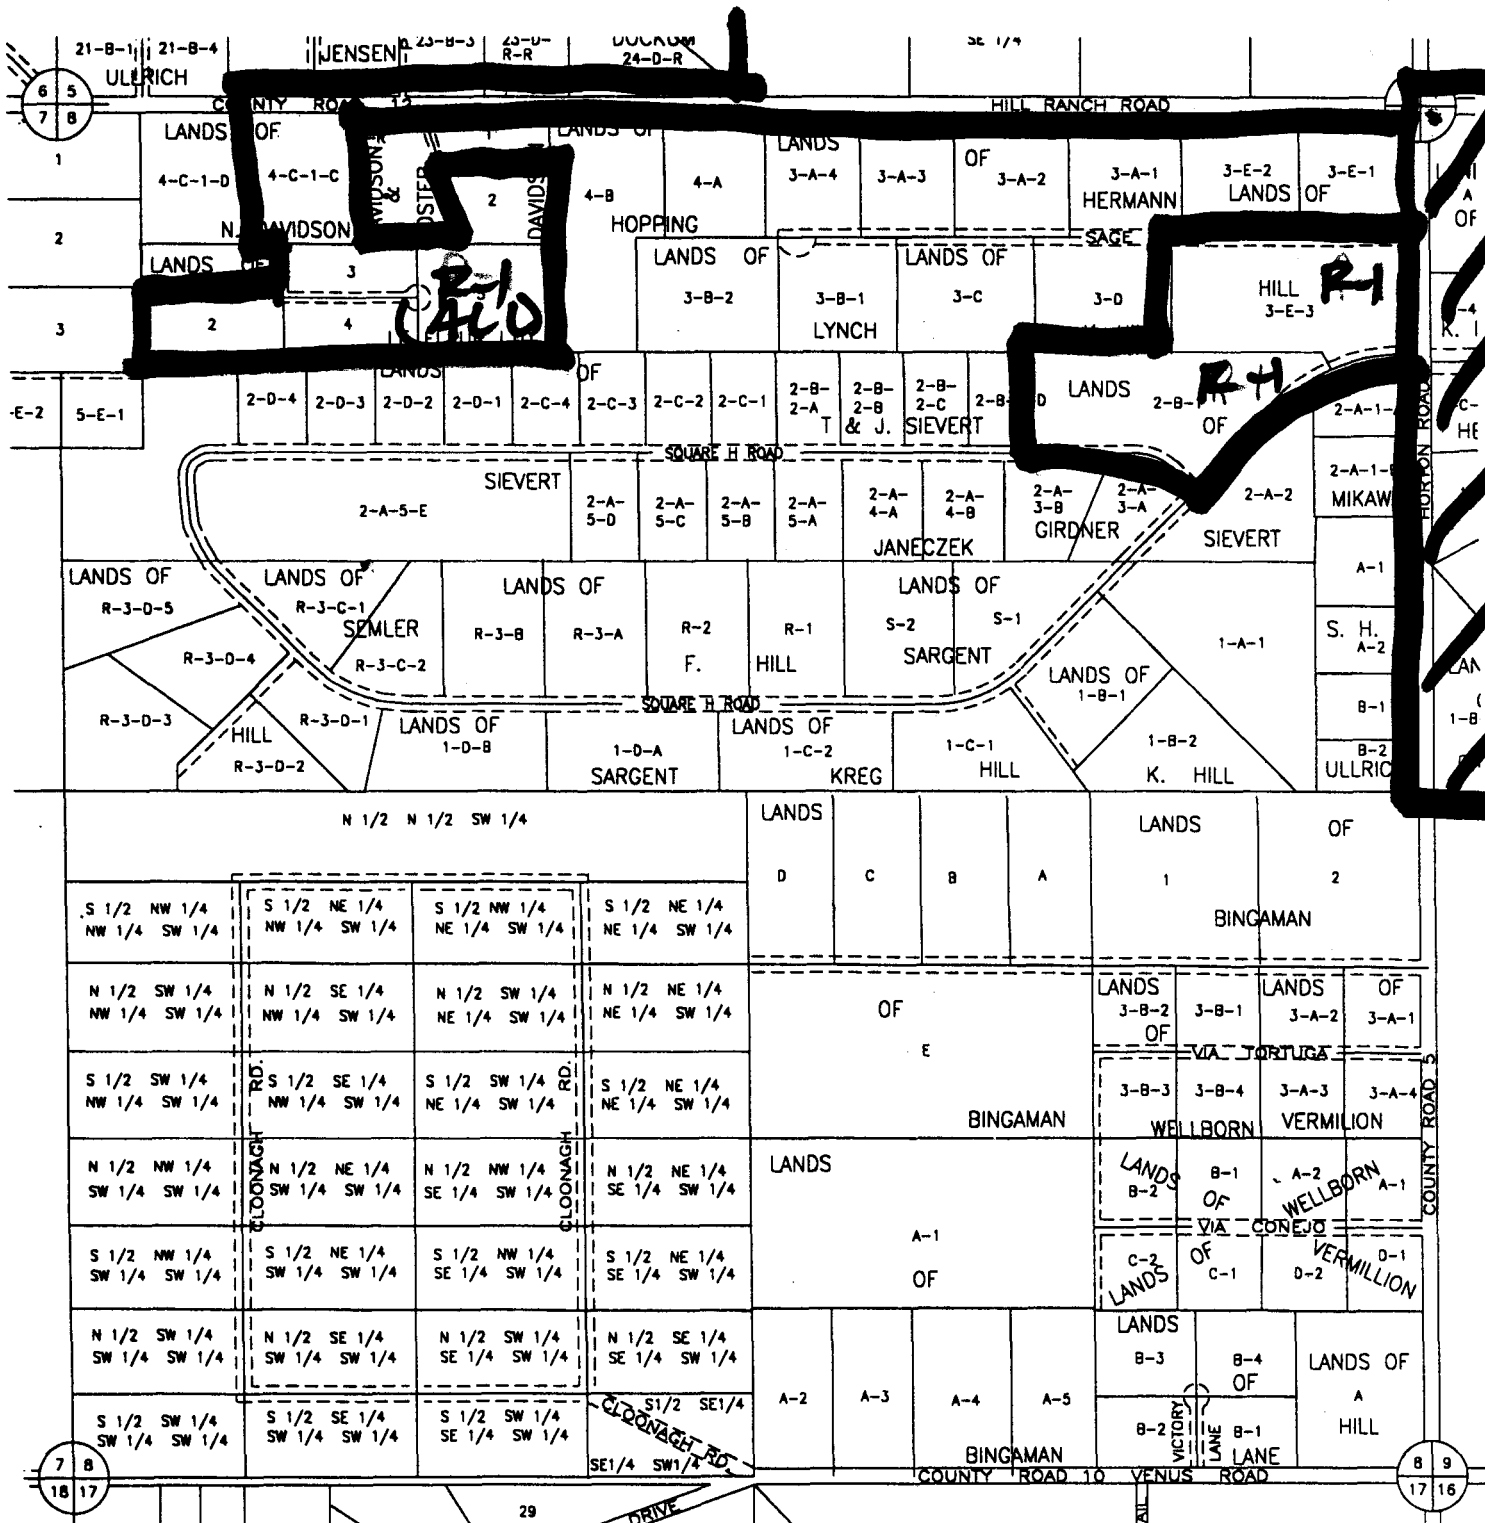 21-B-1 21-B-4
ULLRICH
JENSEN
23-B-3
23-D-
R-R
DOCKUM
24-D-R
SE 1/4
6 5
7 8
COUNTY ROAD 12
HILL RANCH ROAD
1
2
3
LANDS OF
4-C-1-D
4-C-1-C
N. DAVIDSON
DAVIDSON
&
2
LANDS OF
4-B
4-A
HOPPING
LANDS
3-A-4
3-A-3
OF
3-A-2
3-A-1
HERMANN
3-E-2
3-E-1
LANDS OF
SAGE
LANDS OF
3
2
4
R-1
LANDS OF
3-B-2
3-B-1
LYNCH
LANDS OF
3-C
3-D
HILL
3-E-3
R-1
-E-2
5-E-1
LANDS OF
2-D-4
2-D-3
2-D-2
2-D-1
2-C-4
2-C-3
2-C-2
2-C-1
2-B-
2-A
2-B-
2-B
2-B-
2-C
T & J. SIEVERT
LANDS
OF
2-A-1-A
SQUARE H ROAD
SIEVERT
2-A-5-E
2-A-
5-D
2-A-
5-C
2-A-
5-B
2-A-
5-A
2-A-
4-A
2-A-
4-B
JANECZEK
2-A-
3-B
2-A-
3-A
GIRDNER
2-A-2
SIEVERT
MIKAW
HORTON ROAD
LANDS OF
R-3-D-5
LANDS OF
R-3-C-1
SEMLER
R-3-C-2
R-3-D-4
LANDS OF
R-3-B
R-3-A
R-2
R-1
F. HILL
LANDS OF
S-2
S-1
SARGENT
A-1
S. H.
A-2
1-A-1
LANDS OF
1-B-1
SQUARE H ROAD
R-3-D-3
HILL
R-3-D-1
R-3-D-2
LANDS OF
1-D-B
1-D-A
SARGENT
LANDS OF
1-C-2
KREG
1-C-1
HILL
1-B-2
K. HILL
B-1
B-2
ULLRIC
N 1/2 N 1/2 SW 1/4
LANDS
D
C
B
A
LANDS OF
1
2
BINGAMAN
S 1/2 NW 1/4
NW 1/4 SW 1/4
S 1/2 NE 1/4
NW 1/4 SW 1/4
S 1/2 NW 1/4
NE 1/4 SW 1/4
S 1/2 NE 1/4
NE 1/4 SW 1/4
N 1/2 SW 1/4
NW 1/4 SW 1/4
N 1/2 SE 1/4
NW 1/4 SW 1/4
N 1/2 SW 1/4
NE 1/4 SW 1/4
N 1/2 NE 1/4
NE 1/4 SW 1/4
OF
E
BINGAMAN
LANDS
3-B-2
OF
3-B-1
LANDS OF
3-A-2
3-A-1
VIA TORTUGA
S 1/2 SW 1/4
NW 1/4 SW 1/4
S 1/2 SE 1/4
NW 1/4 SW 1/4
S 1/2 SW 1/4
NE 1/4 SW 1/4
S 1/2 NE 1/4
NE 1/4 SW 1/4
CLOONAGH RD.
CLOONAGH RD.
3-B-3
3-B-4
WELLBORN
3-A-3
3-A-4
VERMILION
COUNTY ROAD 5
N 1/2 NW 1/4
SW 1/4 SW 1/4
N 1/2 NE 1/4
SW 1/4 SW 1/4
N 1/2 NW 1/4
SE 1/4 SW 1/4
N 1/2 NE 1/4
SE 1/4 SW 1/4
LANDS
A-1
OF
LANDS
OF
B-2
B-1
A-2
A-1
WELLBORN
VIA CONEJO
S 1/2 NW 1/4
SW 1/4 SW 1/4
S 1/2 NE 1/4
SW 1/4 SW 1/4
S 1/2 NW 1/4
SE 1/4 SW 1/4
S 1/2 NE 1/4
SE 1/4 SW 1/4
C-2
LANDS
OF
C-1
D-2
D-1
VERMILLION
N 1/2 SW 1/4
SW 1/4 SW 1/4
N 1/2 SE 1/4
SW 1/4 SW 1/4
N 1/2 SW 1/4
SE 1/4 SW 1/4
N 1/2 SE 1/4
SE 1/4 SW 1/4
LANDS
B-3
B-4
OF
LANDS OF
A
HILL
S 1/2 SW 1/4
SW 1/4 SW 1/4
S 1/2 SE 1/4
SW 1/4 SW 1/4
S 1/2 SW 1/4
SE 1/4 SW 1/4
S1/2 SE1/4
CLOONAGH RD.
SE1/4 SW1/4
A-2
A-3
A-4
A-5
BINGAMAN
B-2
VICTORY LANE
B-1
LANE
COUNTY ROAD 10 VENUS ROAD
7 8
18 17
8 9
17 16
29
DRIVE